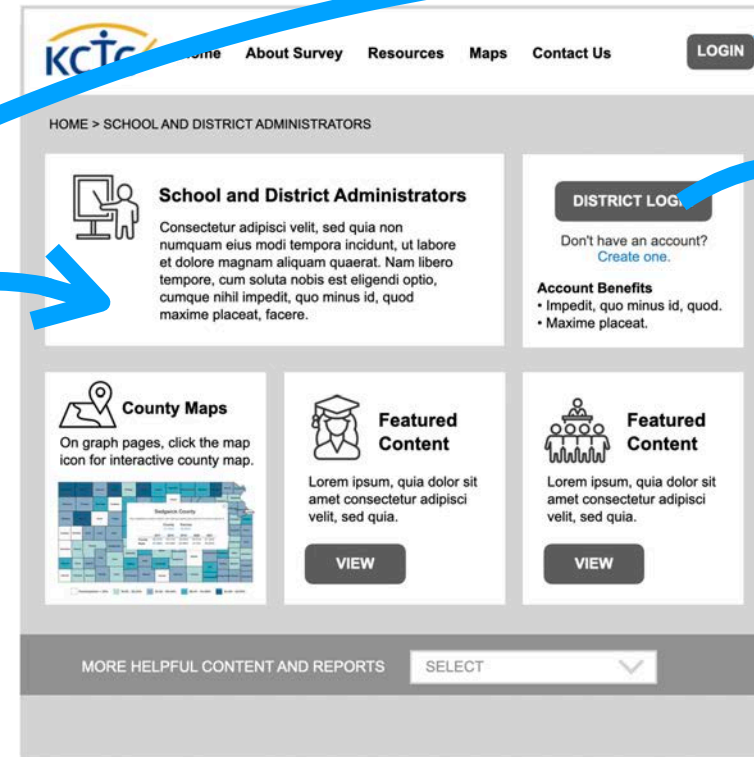 KCTC
About Survey Resources Maps Contact Us LOGIN
HOME > SCHOOL AND DISTRICT ADMINISTRATORS
School and District Administrators
Consectetur adipisci velit, sed quia non
numquam eius modi tempora incidunt, ut labore
et dolore magnam aliquam quaerat. Nam libero
tempore, cum soluta nobis est eligendi optio,
cumque nihil impedit, quo minus id, quod
maxime placeat, facere.
DISTRICT
Don't have an account?
Create one.
Account Benefits
• Impedit, quo minus id, quod.
• Maxime placeat.
County Maps
On graph pages, click the map
icon for interactive county map.
Sedgwick County
Featured
Content
Lorem ipsum, quia dolor sit
amet consectetur adipisci
velit, sed quia.
VIEW
Featured
Content
Lorem ipsum, quia dolor sit
amet consectetur adipisci
velit, sed quia.
VIEW
MORE HELPFUL CONTENT AND REPORTS SELECT